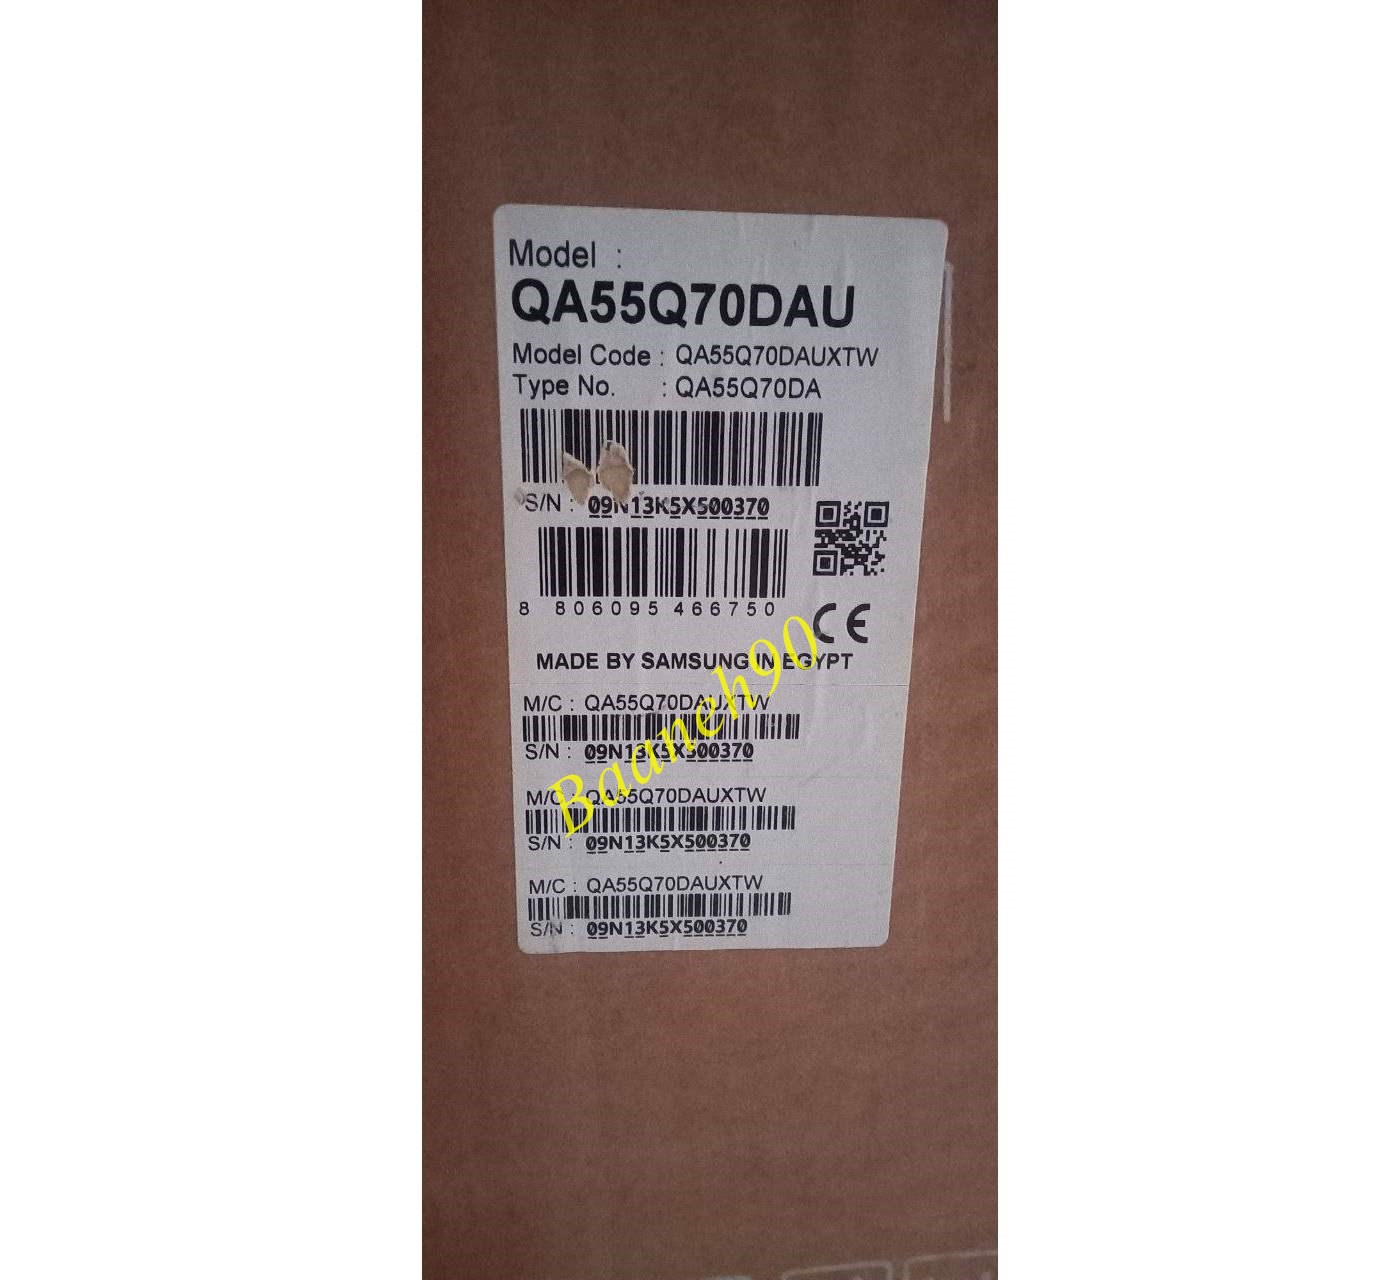 Model :
QA55Q70DAU
Model Code : QA55Q70DAUXTW
Type No. : QA55Q70DA
S/N : 09N13K5X500370
8 806095 466750
CE
MADE BY SAMSUNG IN EGYPT
M/C : QA55Q70DAUXTW
S/N : 09N13K5X500370
M/C : QA55Q70DAUXTW
S/N : 09N13K5X500370
M/C : QA55Q70DAUXTW
S/N : 09N13K5X500370
Baaneh90